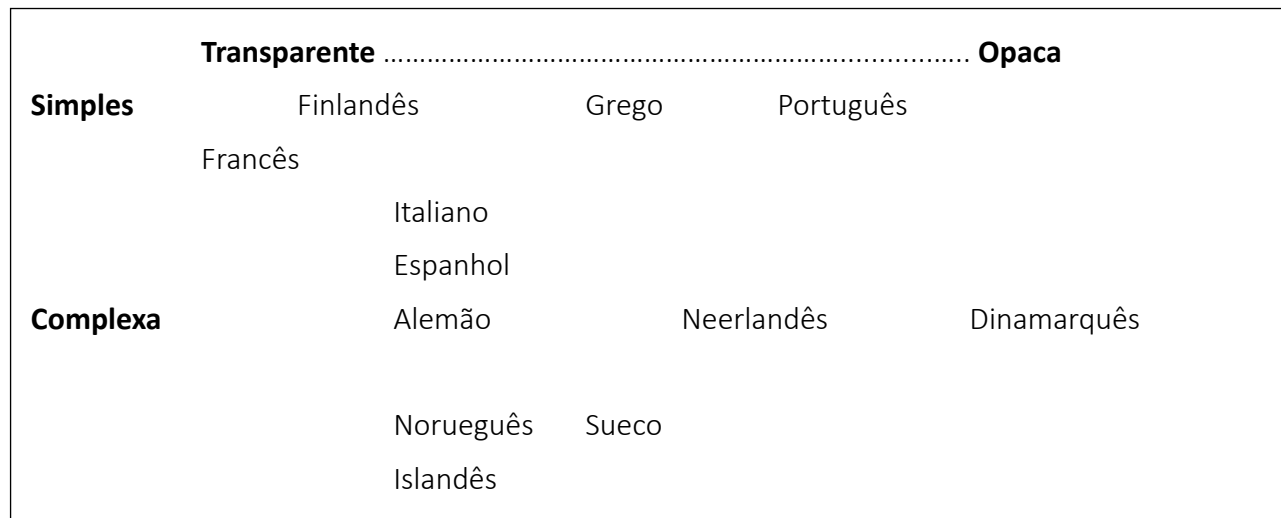 Transparente ........................................................................ Opaca
Simples Finlandês Grego Português
Francês
Italiano
Espanhol
Complexa Alemão Neerlandês Dinamarquês
Norueguês Sueco
Islandês